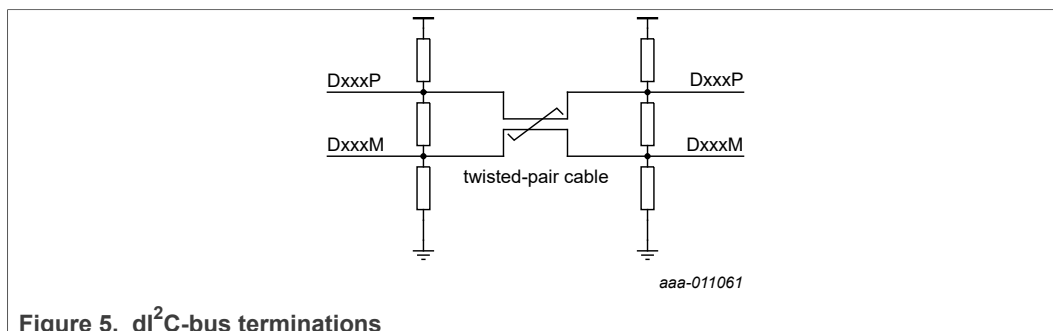 DxxxP DxxxP
DxxxM DxxxM
twisted-pair cable
aaa-011061
Figure 5. dI²C-bus terminations